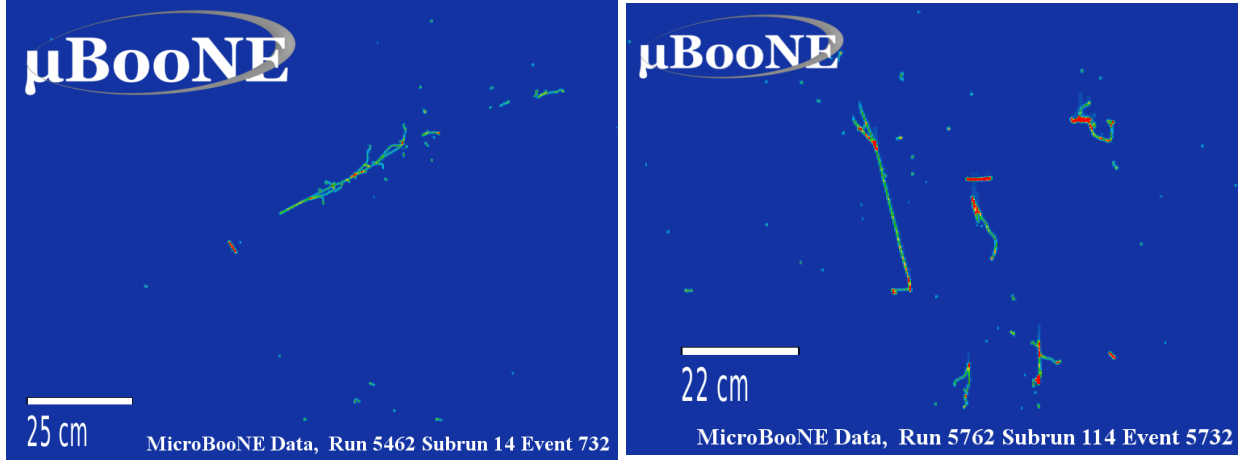 µBooNE
25 cm
MicroBooNE Data, Run 5462 Subrun 14 Event 732
µBooNE
22 cm
MicroBooNE Data, Run 5762 Subrun 114 Event 5732